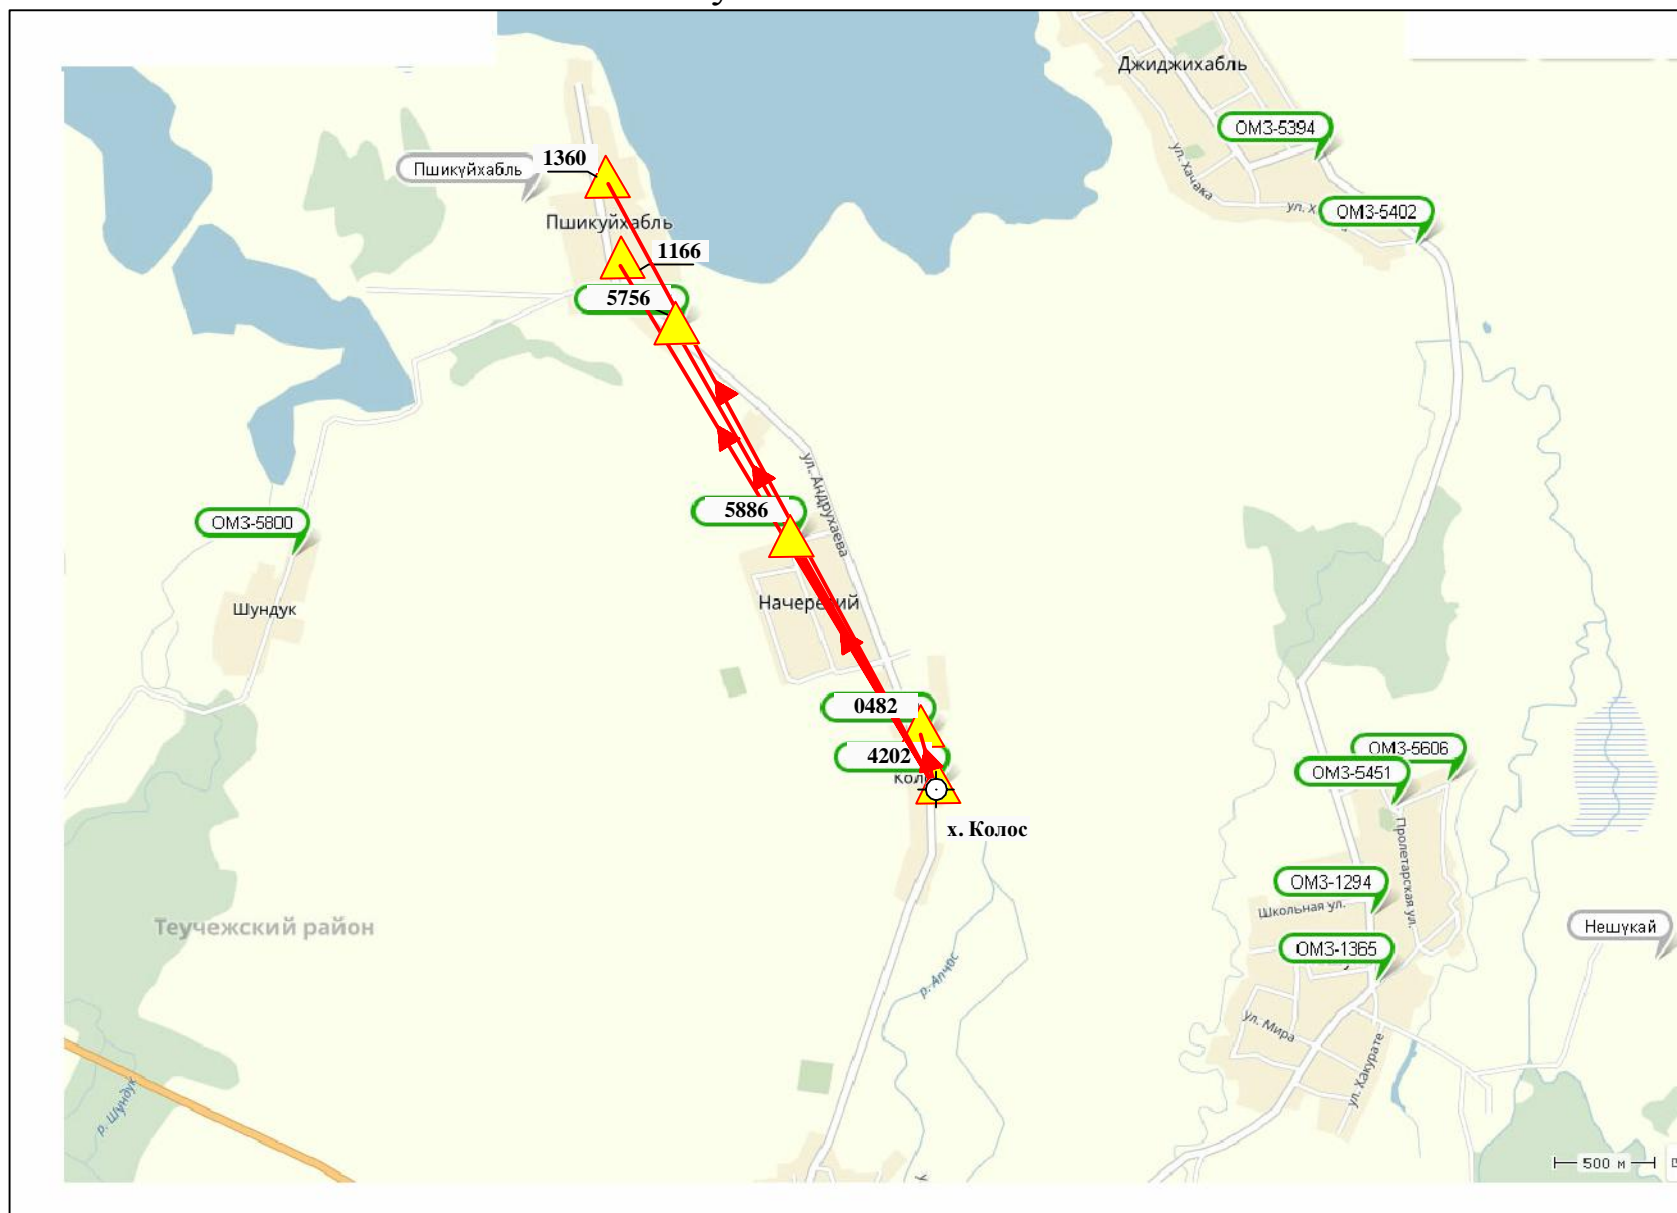 Джиджихабль
ОМЗ-5394
1360
Пшикуйхабль
ул. Хачака
ОМЗ-5402
Пшикуйхабль
1166
5756
ул. Андрухаева
5886
ОМЗ-5800
Начерезий
Шундук
0482
4202
х. Колос
ОМЗ-5606
ОМЗ-5451
Пролетарская ул.
ОМЗ-1294
Школьная ул.
Теучежский район
Нешукай
ОМЗ-1365
р. Апчас
ул. Мира
ул. Хакурате
р. Шундук
500 м